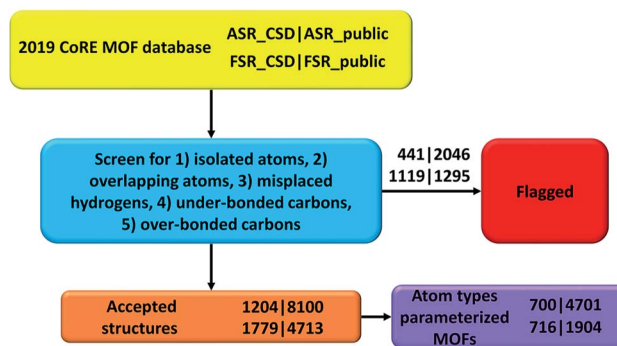 2019 CoRE MOF database
ASR_CSD|ASR_public
FSR_CSD|FSR_public
Screen for 1) isolated atoms, 2)
overlapping atoms, 3) misplaced
hydrogens, 4) under-bonded carbons,
5) over-bonded carbons
441|2046
1119|1295
Flagged
Accepted
structures
1204|8100
1779|4713
Atom types
parameterized
MOFs
700|4701
716|1904